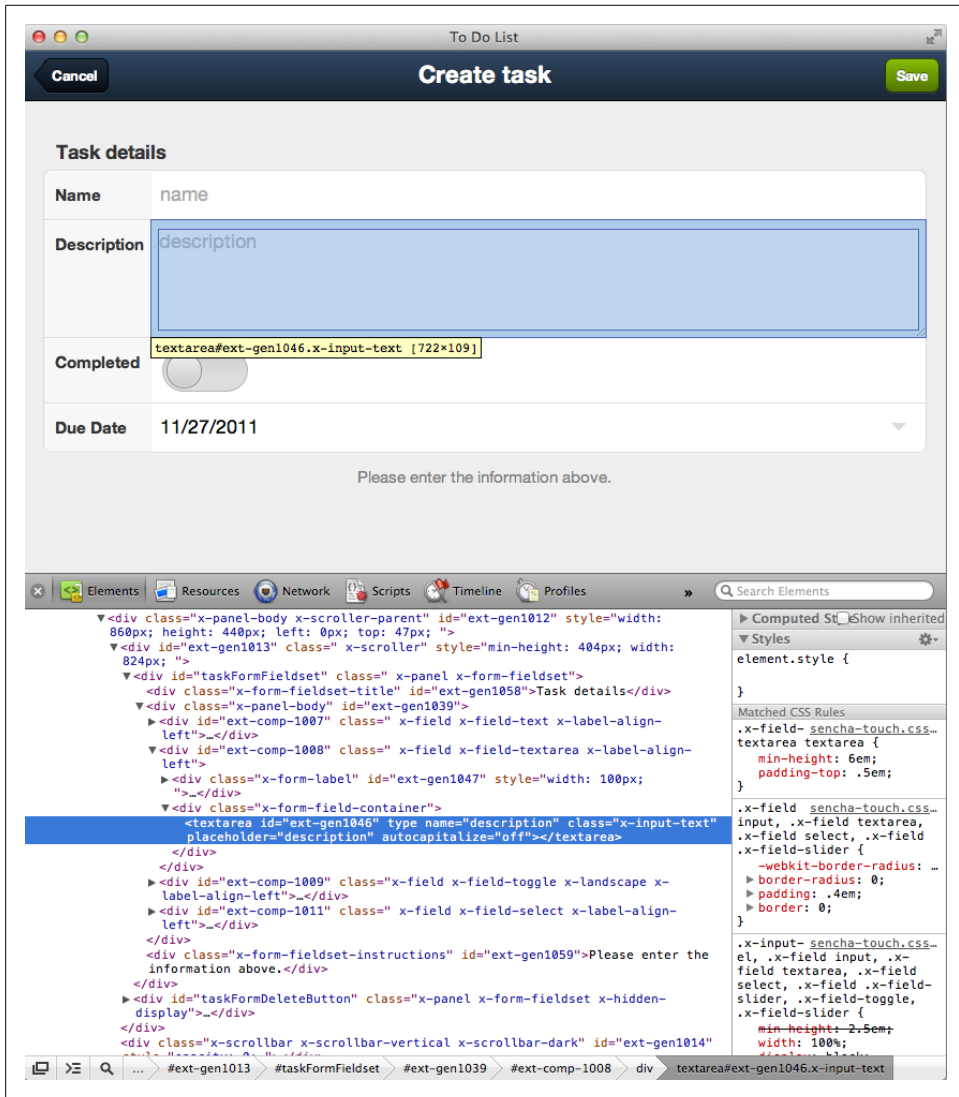 To Do List
Cancel
Create task
Save
Task details
Name
name
Description
description
textarea#ext-gen1046.x-input-text [722×109]
Completed
Due Date
11/27/2011
Please enter the information above.
Elements
Resources
Network
Scripts
Timeline
Profiles
»
Search Elements
▼<div class="x-panel-body x-scroller-parent" id="ext-gen1012" style="width:
860px; height: 440px; left: 0px; top: 47px; ">
▼<div id="ext-gen1013" class=" x-scroller" style="min-height: 404px; width:
824px; ">
▼<div id="taskFormFieldset" class=" x-panel x-form-fieldset">
<div class="x-form-fieldset-title" id="ext-gen1058">Task details</div>
▼<div class="x-panel-body" id="ext-gen1039">
▶<div id="ext-comp-1007" class=" x-field x-field-text x-label-align-
left">…</div>
▼<div id="ext-comp-1008" class=" x-field x-field-textarea x-label-align-
left">
▶<div class="x-form-label" id="ext-gen1047" style="width: 100px;
">…</div>
▼<div class="x-form-field-container">
<textarea id="ext-gen1046" type name="description" class="x-input-text"
placeholder="description" autocapitalize="off"></textarea>
</div>
</div>
▶<div id="ext-comp-1009" class="x-field x-field-toggle x-landscape x-
label-align-left">…</div>
▶<div id="ext-comp-1011" class=" x-field x-field-select x-label-align-
left">…</div>
</div>
<div class="x-form-fieldset-instructions" id="ext-gen1059">Please enter the
information above.</div>
</div>
▶<div id="taskFormDeleteButton" class="x-panel x-form-fieldset x-hidden-
display">…</div>
<div class="x-scrollbar x-scrollbar-vertical x-scrollbar-dark" id="ext-gen1014"
▶ Computed St Show inherited
▼ Styles
element.style {
}
Matched CSS Rules
.x-field- sencha-touch.css…
textarea textarea {
min-height: 6em;
padding-top: .5em;
}
.x-field sencha-touch.css…
input, .x-field textarea,
.x-field select, .x-field
.x-field-slider {
-webkit-border-radius: …
▶ border-radius: 0;
▶ padding: .4em;
▶ border: 0;
}
.x-input- sencha-touch.css…
el, .x-field input, .x-
field textarea, .x-field
select, .x-field .x-field-
slider, .x-field-toggle,
.x-field-slider {
min-height: 2.5em;
width: 100%;
... #ext-gen1013 #taskFormFieldset #ext-gen1039 #ext-comp-1008 div textarea#ext-gen1046.x-input-text